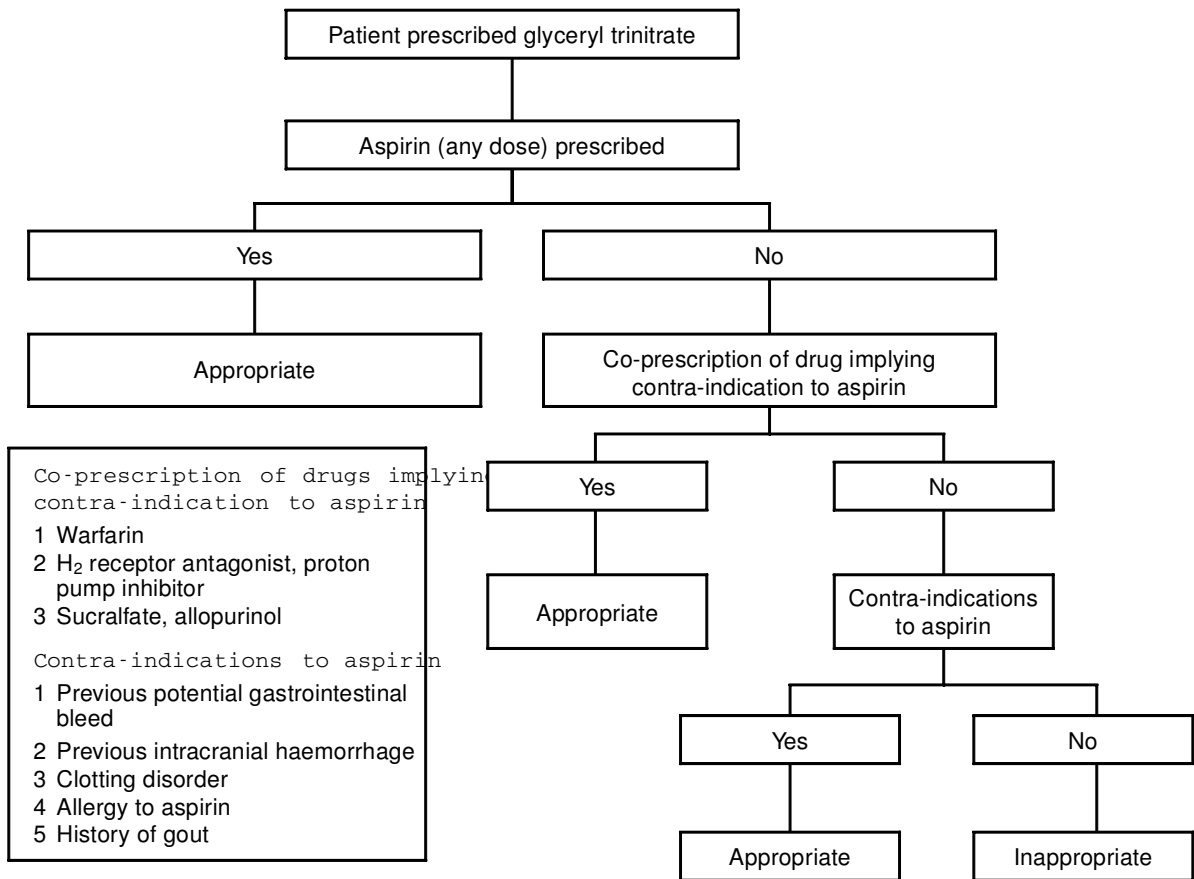 Patient prescribed glyceryl trinitrate
Aspirin (any dose) prescribed
Yes
No
Appropriate
Co-prescription of drug implying
contra-indication to aspirin
Yes
No
Appropriate
Contra-indications
to aspirin
Yes
No
Appropriate
Inappropriate
Co-prescription of drugs implying
contra-indication to aspirin
1 Warfarin
2 H₂ receptor antagonist, proton
pump inhibitor
3 Sucralfate, allopurinol
Contra-indications to aspirin
1 Previous potential gastrointestinal
bleed
2 Previous intracranial haemorrhage
3 Clotting disorder
4 Allergy to aspirin
5 History of gout